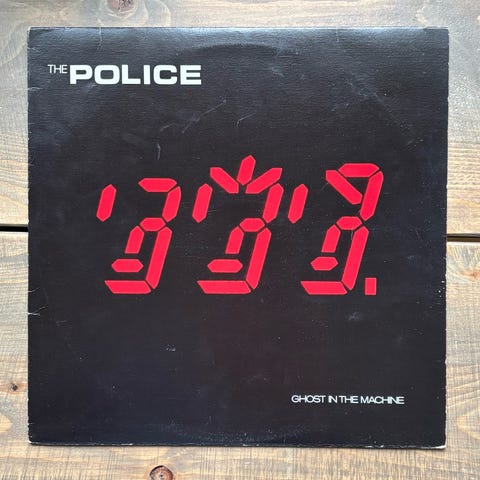 THE POLICE
GHOST IN THE MACHINE